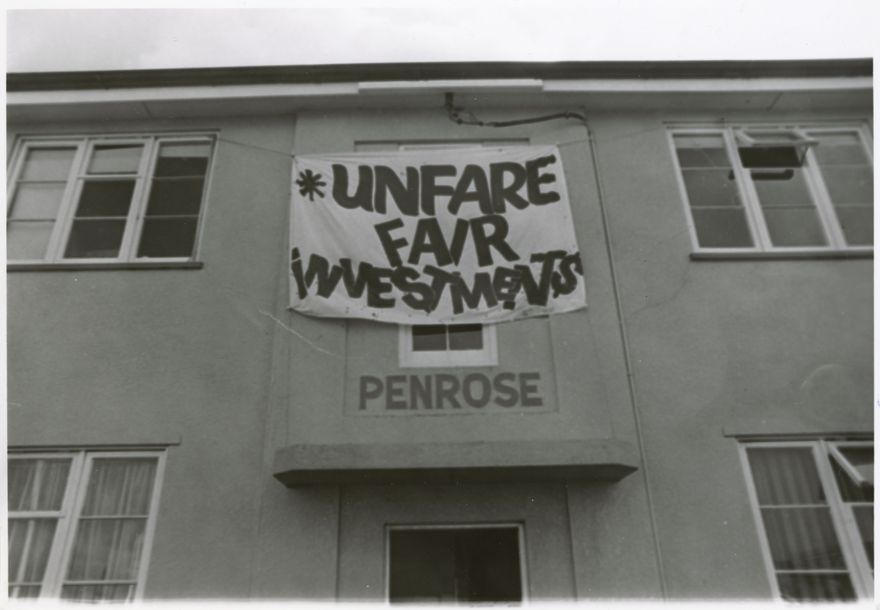 *UNFARE
FAIR
INVESTMENTS
PENROSE